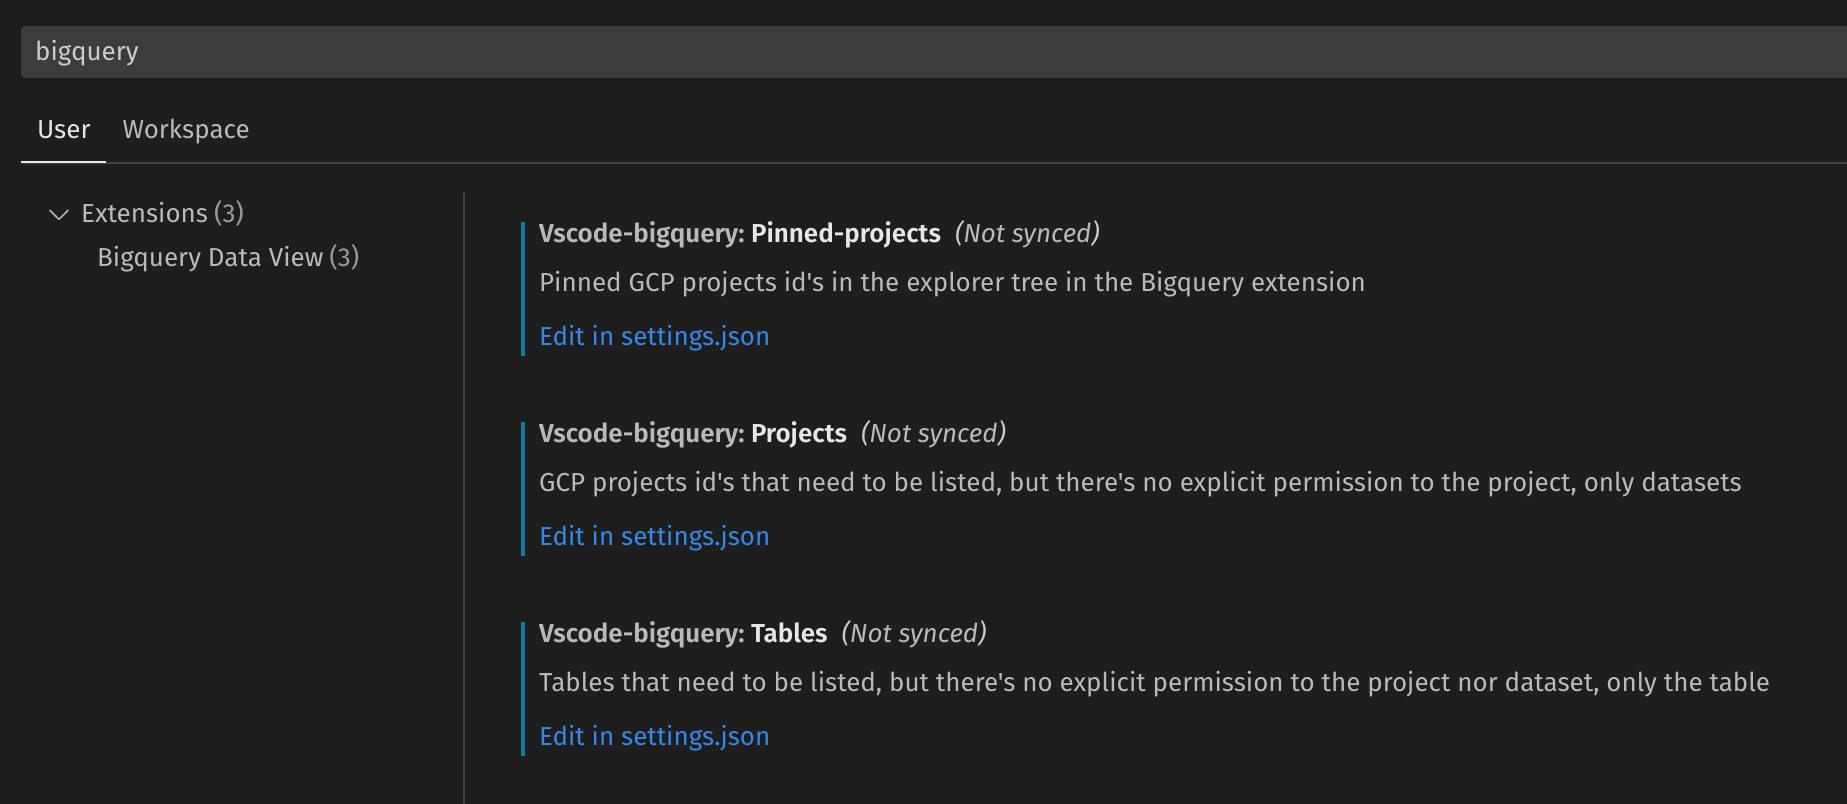 bigquery
User Workspace
Extensions (3)
Bigquery Data View (3)
Vscode-bigquery: Pinned-projects (Not synced)
Pinned GCP projects id's in the explorer tree in the Bigquery extension
Edit in settings.json
Vscode-bigquery: Projects (Not synced)
GCP projects id's that need to be listed, but there's no explicit permission to the project, only datasets
Edit in settings.json
Vscode-bigquery: Tables (Not synced)
Tables that need to be listed, but there's no explicit permission to the project nor dataset, only the table
Edit in settings.json